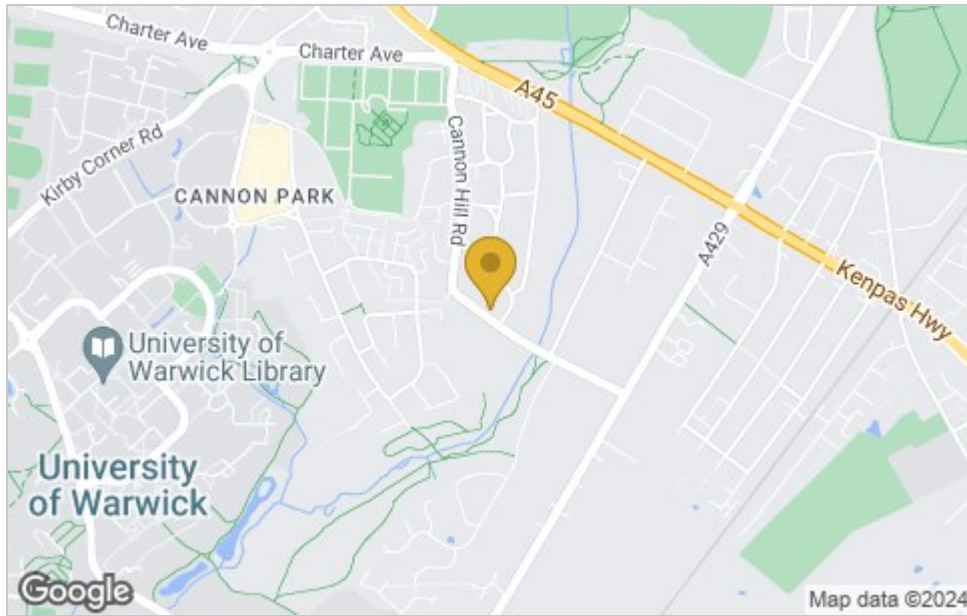 Charter Ave
Charter Ave
A45
Kirby Corner Rd
Cannon Hill Rd
CANNON PARK
A429
Kenpas Hwy
University of
Warwick Library
University
of Warwick
Google
Map data ©2024